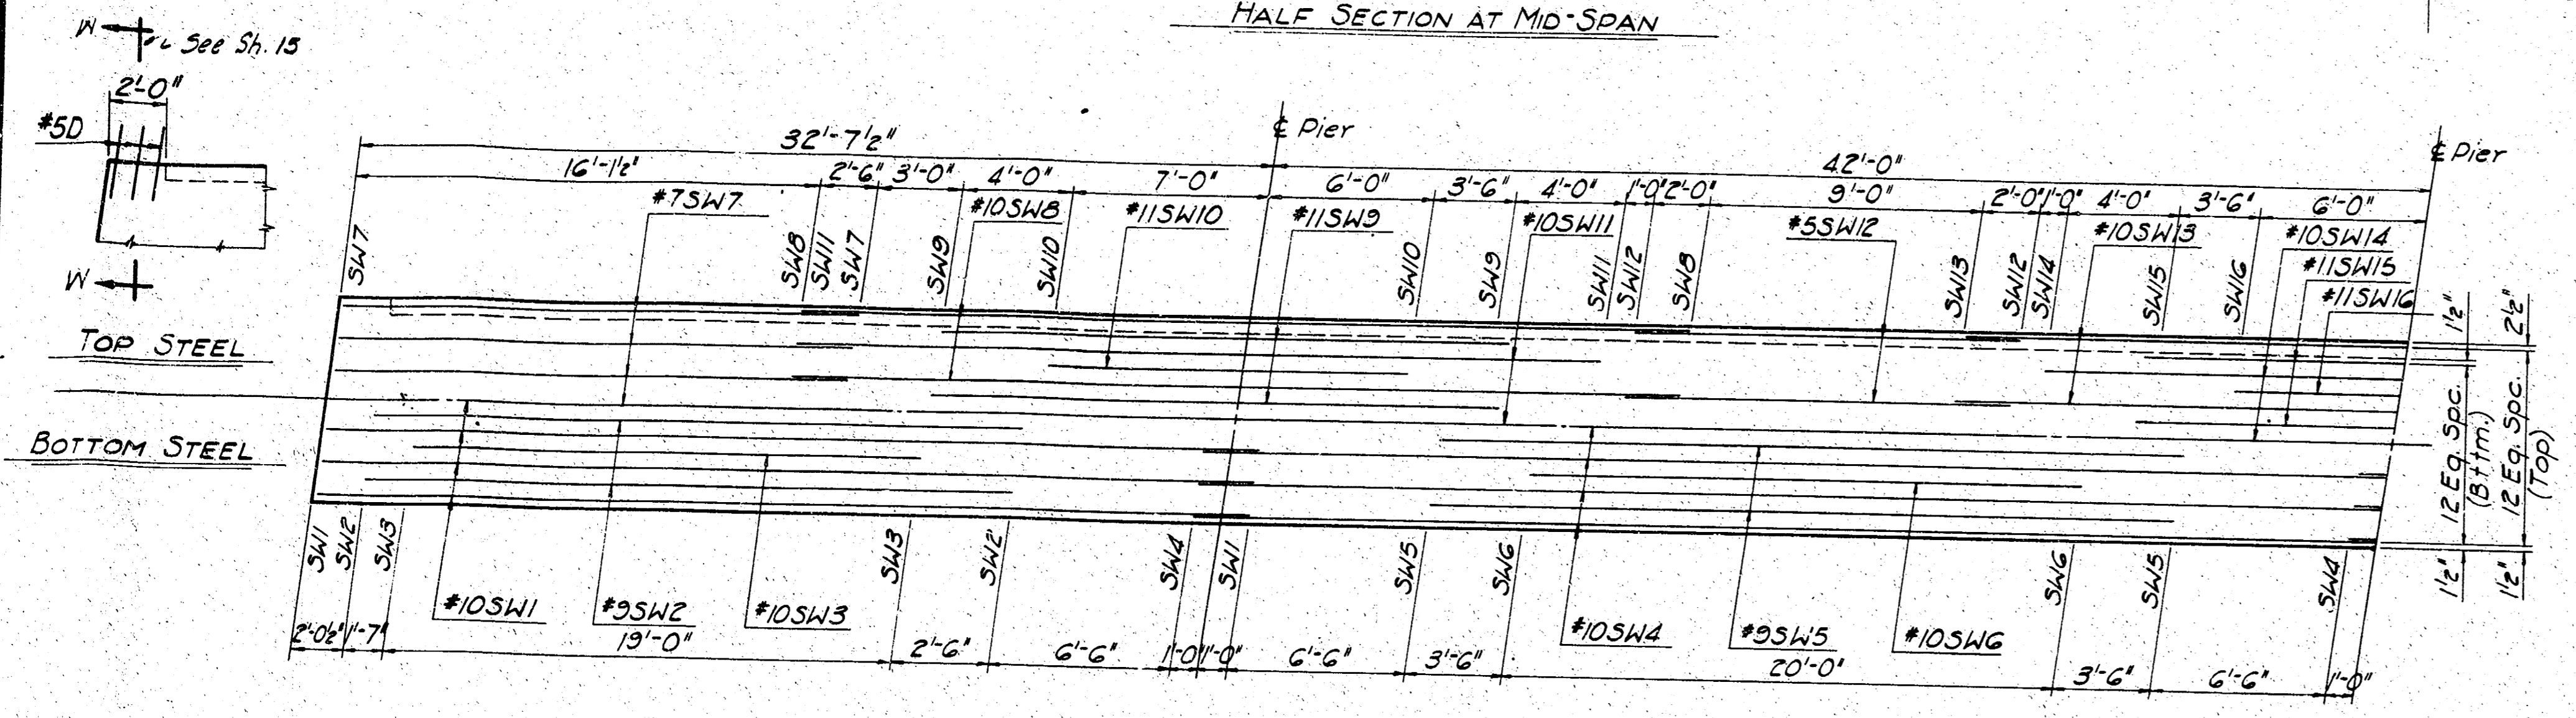 HALF SECTION AT MID-SPAN
W
See Sh. 15
2'-0"
#5D
W
℄ Pier
℄ Pier
32'-7½"
42'-0"
16'-1½"
2'-6"
3'-0"
4'-0"
7'-0"
6'-0"
3'-6"
4'-0"
1'-0"
2'-0"
9'-0"
2'-0"
1'-0"
4'-0"
3'-6"
6'-0"
#7SW7
#10SW8
#11SW10
#11SW9
#10SW11
#5SW12
#10SW13
#10SW14
#11SW15
#11SW16
SW7
SW8
SW11
SW7
SW9
SW10
SW10
SW9
SW11
SW12
SW8
SW13
SW12
SW14
SW15
SW16
TOP STEEL
BOTTOM STEEL
1½"
2½"
12 Eq. Spc.
(Bttm.)
12 Eq. Spc.
(Top)
1½"
1½"
SW1
SW2
SW3
SW3
SW2
SW4
SW1
SW5
SW6
SW6
SW5
SW4
#10SW1
#9SW2
#10SW3
#10SW4
#9SW5
#10SW6
2'-0½"
1'-7"
19'-0"
2'-6"
6'-6"
1'-0"
1'-0"
6'-6"
3'-6"
20'-0"
3'-6"
6'-6"
1'-0"